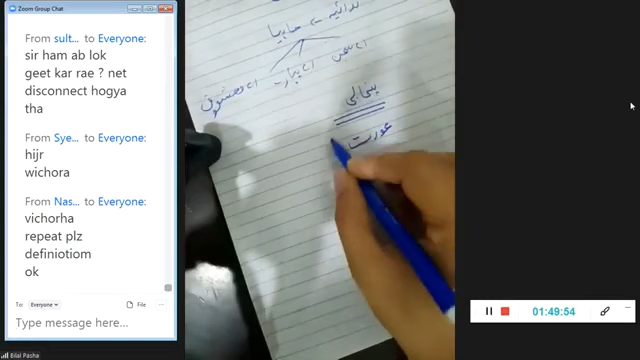 Zoom Group Chat
From sult... to Everyone:
sir ham ab lok
geet kar rae ? net
disconnect hogya
tha
From Sye... to Everyone:
hijr
wichora
From Nas... to Everyone:
vichorha
repeat plz
definiotiom
ok
To: Everyone File
Type message here...
Bilal Pasha
عورت
01:49:54